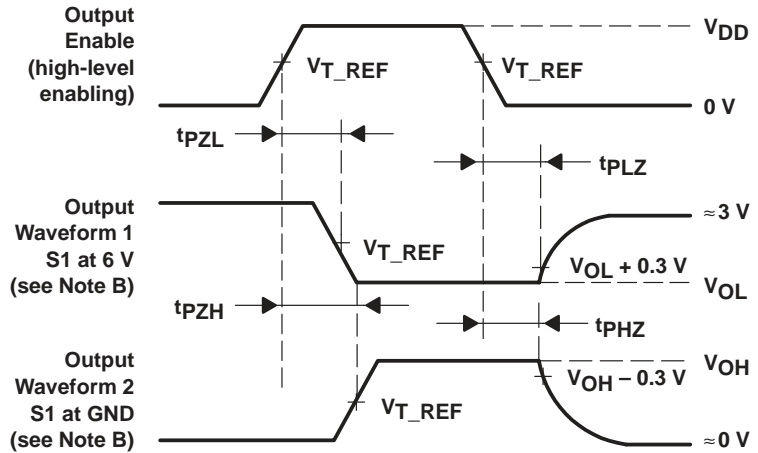 Output
Enable
(high-level
enabling)
VT_REF
VT_REF
VDD
0 V
tPZL
tPLZ
Output
Waveform 1
S1 at 6 V
(see Note B)
VT_REF
≈3 V
VOL + 0.3 V
VOL
tPZH
tPHZ
Output
Waveform 2
S1 at GND
(see Note B)
VT_REF
VOH
VOH – 0.3 V
≈0 V